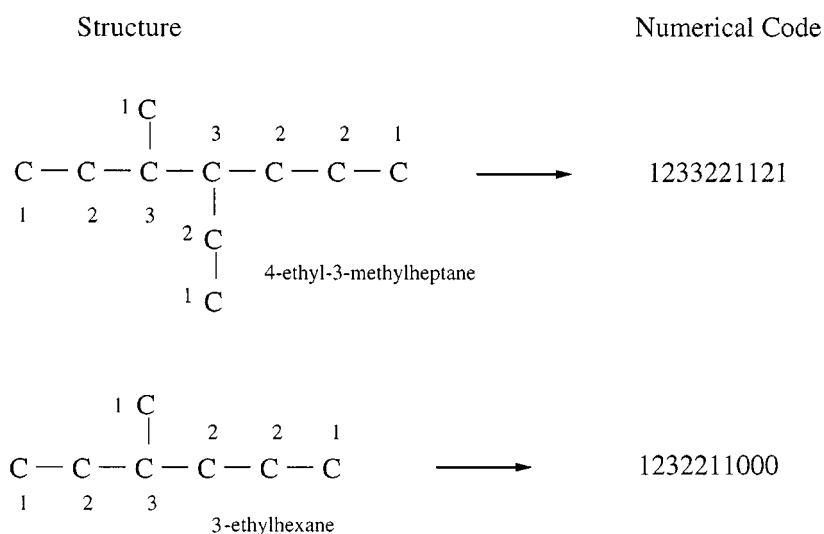 Structure Numerical Code
1 C
3 2 2 1
C — C — C — C — C — C — C 1233221121
1 2 3
2 C
4-ethyl-3-methylheptane
1 C
1 C
2 2 1
C — C — C — C — C — C 1232211000
1 2 3
3-ethylhexane